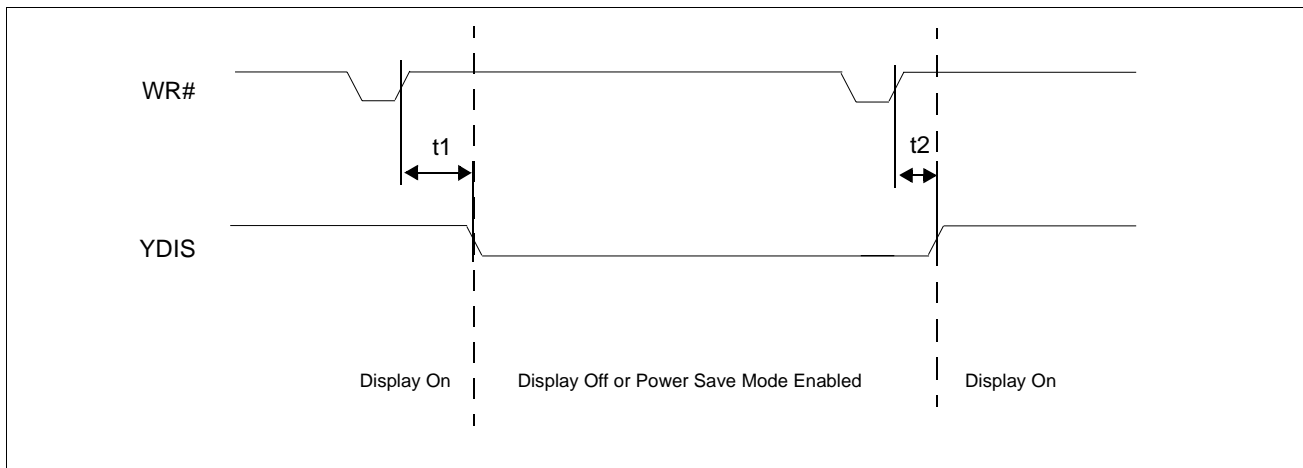 WR#
t1
t2
YDIS
Display On
Display Off or Power Save Mode Enabled
Display On